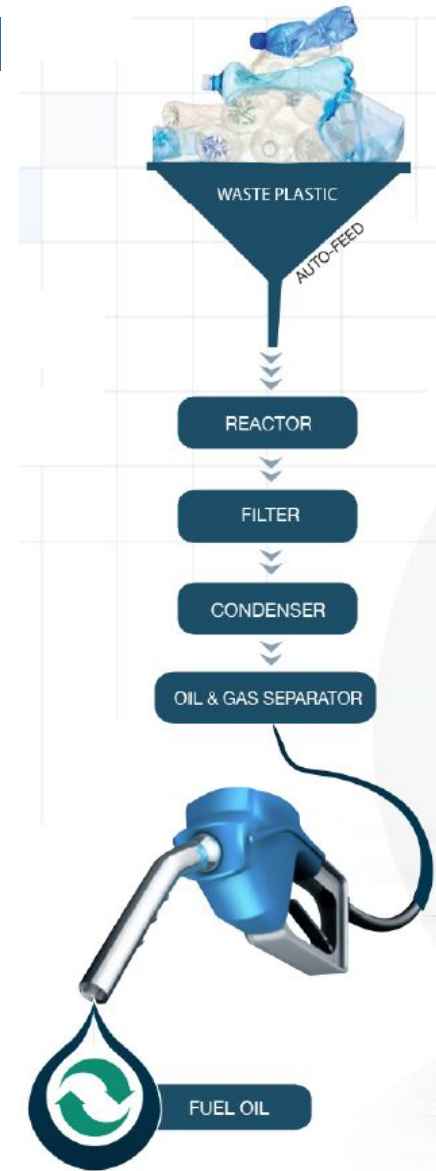 WASTE PLASTIC
AUTO-FEED
REACTOR
FILTER
CONDENSER
OIL & GAS SEPARATOR
FUEL OIL